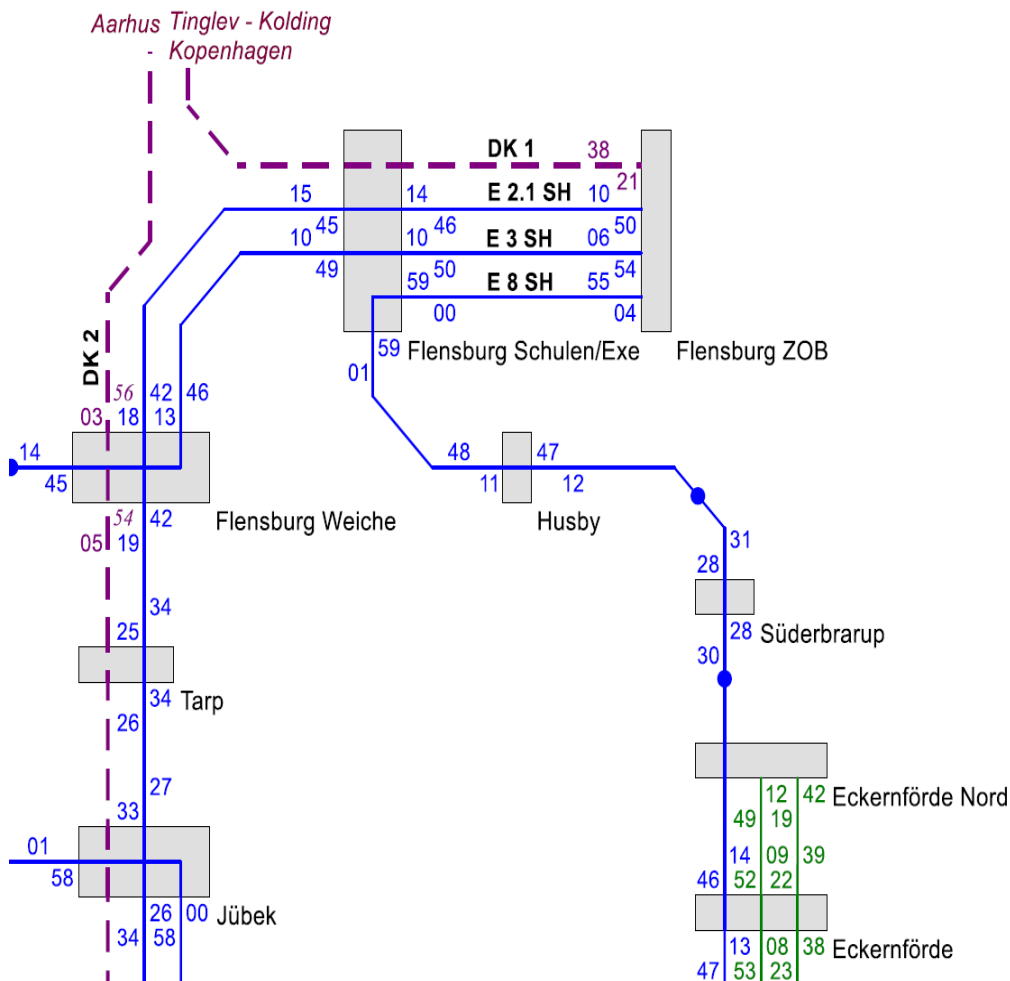 Aarhus Tinglev - Kolding
- Kopenhagen
DK 1 38
21
15 14 E 2.1 SH 10
45 46 50
10 10 E 3 SH 06
49 50 54
59 E 8 SH 55
00 04
59 Flensburg Schulen/Exe Flensburg ZOB
01
DK 2
56 42 46
03 18 13
14 48 47
45 11 12
54 42 Flensburg Weiche Husby
05 19 31
28
34
25 28 Süderbrarup
30
34 Tarp
26
27 12 42 Eckernförde Nord
33 49 19
01 14 09 39
58 46 52 22
26 00 Jübek
34 58 13 08 38 Eckernförde
47 53 23